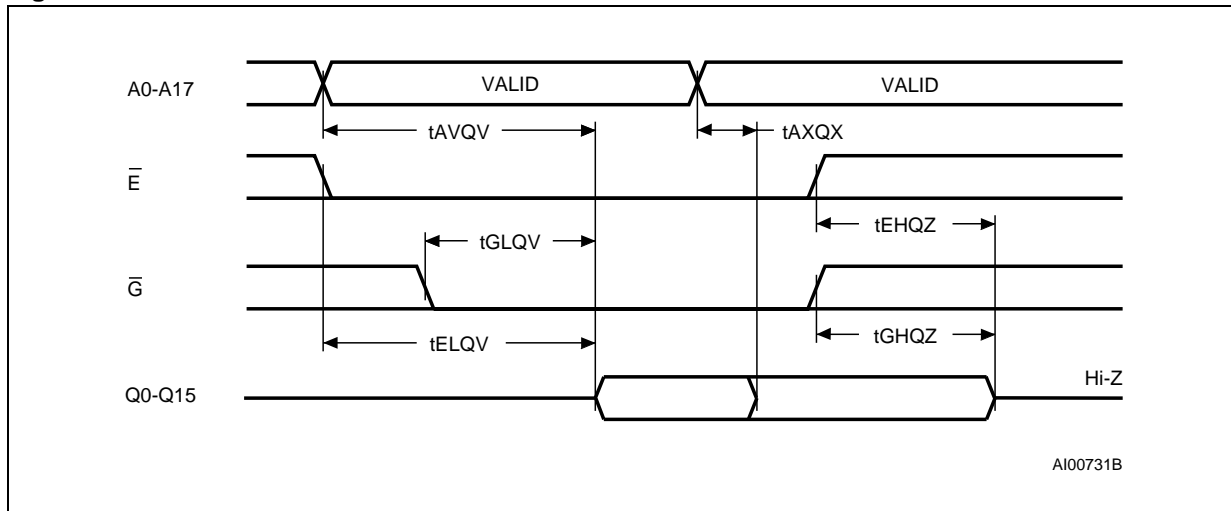 A0-A17
VALID
VALID
tAVQV
tAXQX
E
tEHQZ
tGLQV
G
tGHQZ
tELQV
Q0-Q15
Hi-Z
AI00731B